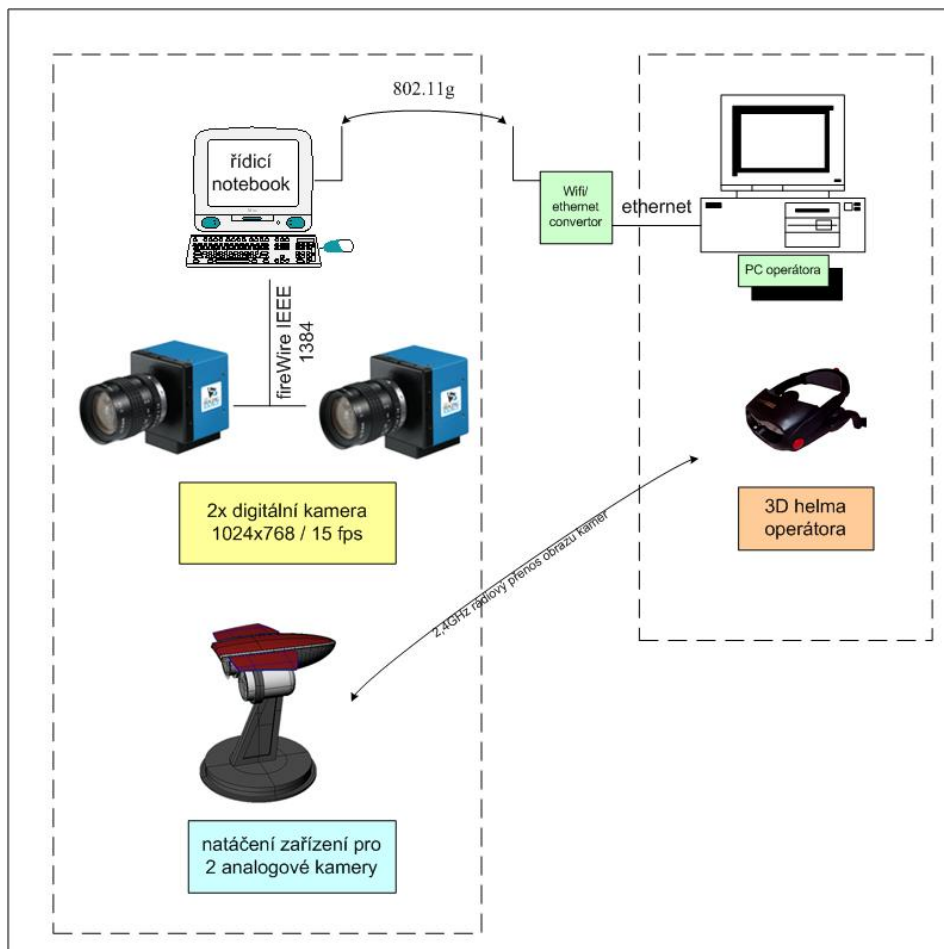 802.11g
řídicí
notebook
Wifi/
ethernet
convertor
ethernet
PC operátora
fireWire IEEE
1384
2x digitální kamera
1024x768 / 15 fps
3D helma
operátora
2,4GHz rádiový přenos obrazu kamer
natáčení zařízení pro
2 analogové kamery